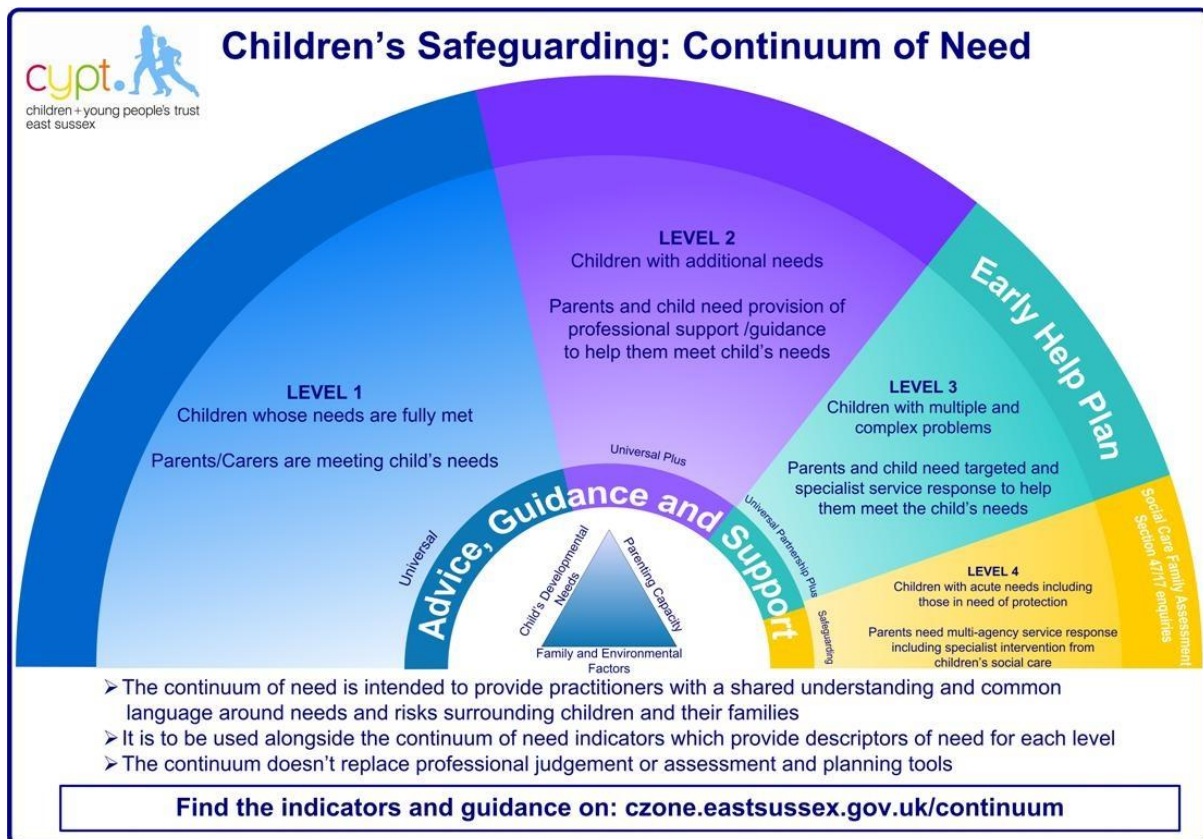 Children's Safeguarding: Continuum of Need
cypt.
children + young people's trust
east sussex
LEVEL 1
Children whose needs are fully met
Parents/Carers are meeting child's needs
LEVEL 2
Children with additional needs
Parents and child need provision of
professional support /guidance
to help them meet child's needs
LEVEL 3
Children with multiple and
complex problems
Parents and child need targeted and
specialist service response to help
them meet the child's needs
LEVEL 4
Children with acute needs including
those in need of protection
Parents need multi-agency service response
including specialist intervention from
children's social care
Early Help Plan
Social Care Family Assessment
Section 47/17 enquiries
Universal
Universal Plus
Universal Partnership Plus
Safeguarding
Advice, Guidance and Support
Child's Developmental
Needs
Parenting Capacity
Family and Environmental
Factors
➢ The continuum of need is intended to provide practitioners with a shared understanding and common
language around needs and risks surrounding children and their families
➢ It is to be used alongside the continuum of need indicators which provide descriptors of need for each level
➢ The continuum doesn't replace professional judgement or assessment and planning tools
Find the indicators and guidance on: czone.eastsussex.gov.uk/continuum